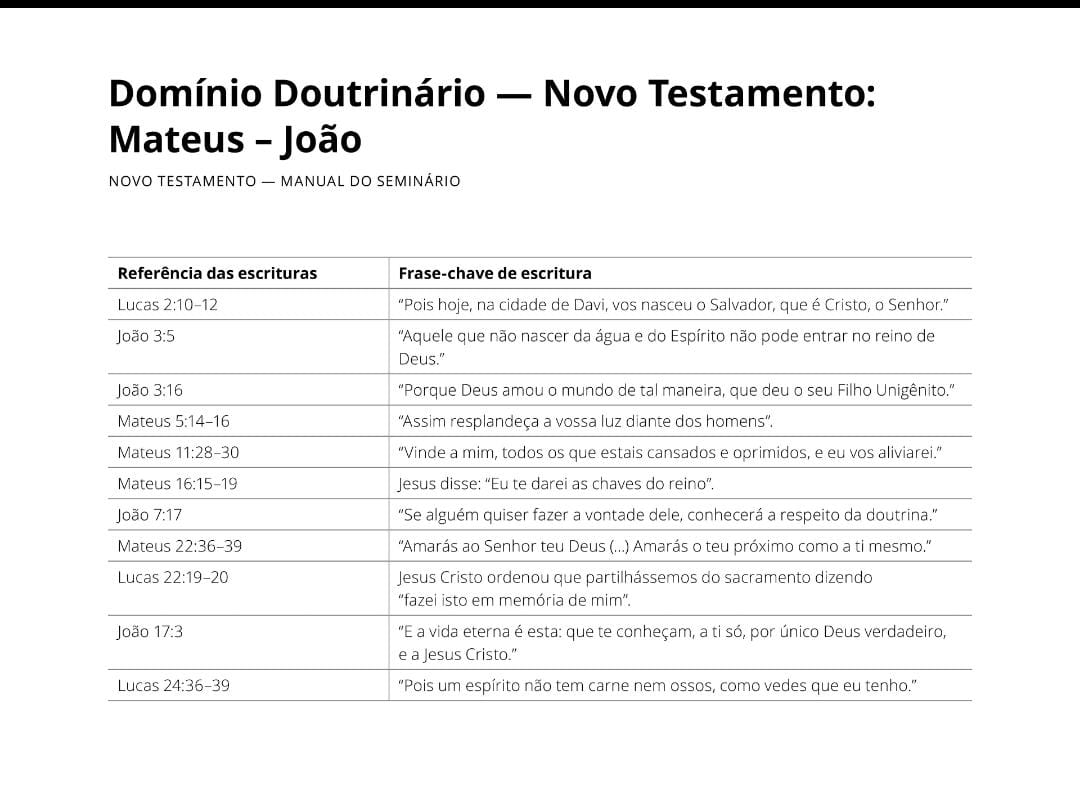 Domínio Doutrinário — Novo Testamento:
Mateus – João
NOVO TESTAMENTO — MANUAL DO SEMINÁRIO
Referência das escrituras
Frase-chave de escritura
Lucas 2:10–12
“Pois hoje, na cidade de Davi, vos nasceu o Salvador, que é Cristo, o Senhor.”
João 3:5
“Aquele que não nascer da água e do Espírito não pode entrar no reino de
Deus.”
João 3:16
“Porque Deus amou o mundo de tal maneira, que deu o seu Filho Unigênito.”
Mateus 5:14–16
“Assim resplandeça a vossa luz diante dos homens”.
Mateus 11:28–30
“Vinde a mim, todos os que estais cansados e oprimidos, e eu vos aliviarei.”
Mateus 16:15–19
Jesus disse: “Eu te darei as chaves do reino”.
João 7:17
“Se alguém quiser fazer a vontade dele, conhecerá a respeito da doutrina.”
Mateus 22:36–39
“Amarás ao Senhor teu Deus (...) Amarás o teu próximo como a ti mesmo.”
Lucas 22:19–20
Jesus Cristo ordenou que partilhássemos do sacramento dizendo
“fazei isto em memória de mim”.
João 17:3
“E a vida eterna é esta: que te conheçam, a ti só, por único Deus verdadeiro,
e a Jesus Cristo.”
Lucas 24:36–39
“Pois um espírito não tem carne nem ossos, como vedes que eu tenho.”